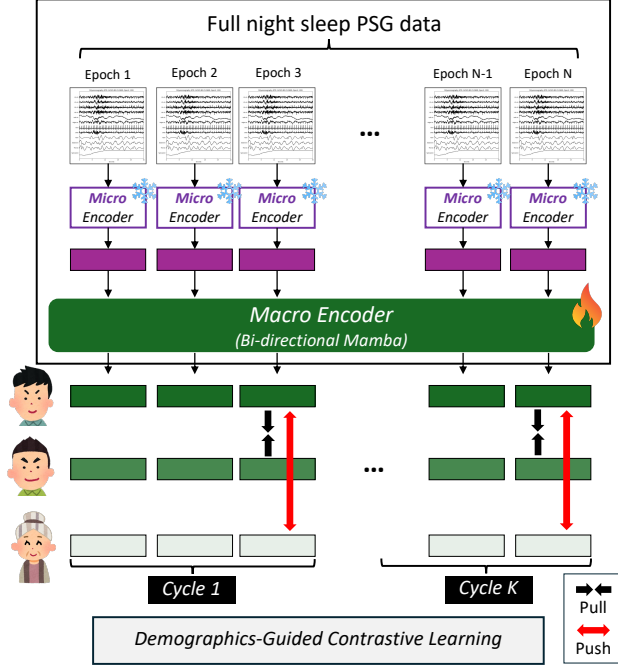 Full night sleep PSG data
Epoch 1 Epoch 2 Epoch 3 Epoch N-1 Epoch N
...
Micro Encoder Micro Encoder Micro Encoder Micro Encoder Micro Encoder
Macro Encoder
(Bi-directional Mamba)
...
Cycle 1 Cycle K
Pull
Push
Demographics-Guided Contrastive Learning